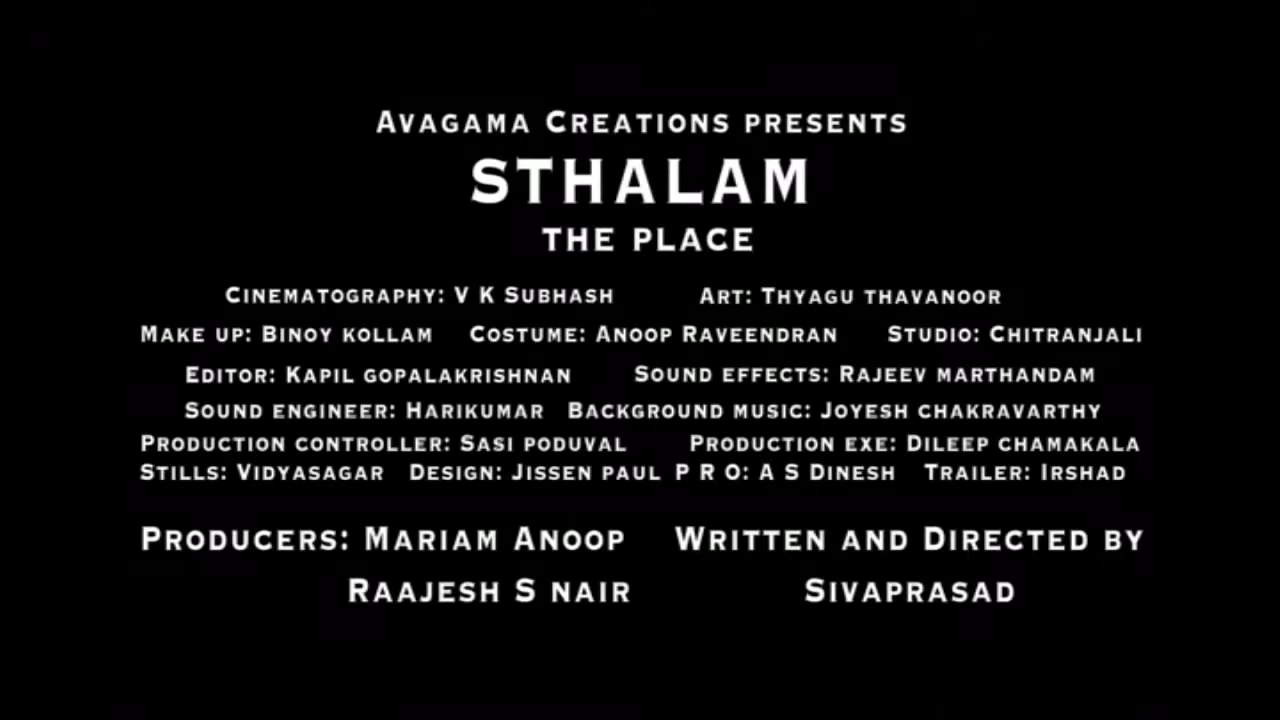 Avagama Creations presents
STHALAM
THE PLACE
Cinematography: V K Subhash Art: Thyagu thavanoor
Make up: Binoy kollam Costume: Anoop Raveendran Studio: Chitranjali
Editor: Kapil gopalakrishnan Sound effects: Rajeev marthandam
Sound engineer: Harikumar Background music: Joyesh chakravarthy
Production controller: Sasi poduval Production exe: Dileep chamakala
Stills: Vidyasagar Design: Jissen paul P R O: A S Dinesh Trailer: Irshad
Producers: Mariam Anoop Written and Directed by
Raajesh S nair Sivaprasad